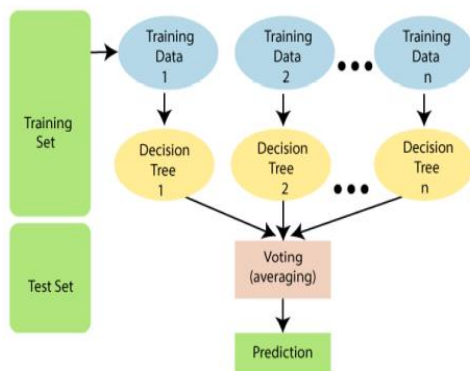 Training
Set
Test Set
Training
Data
1
Training
Data
2
Training
Data
n
Decision
Tree
1
Decision
Tree
2
Decision
Tree
n
Voting
(averaging)
Prediction